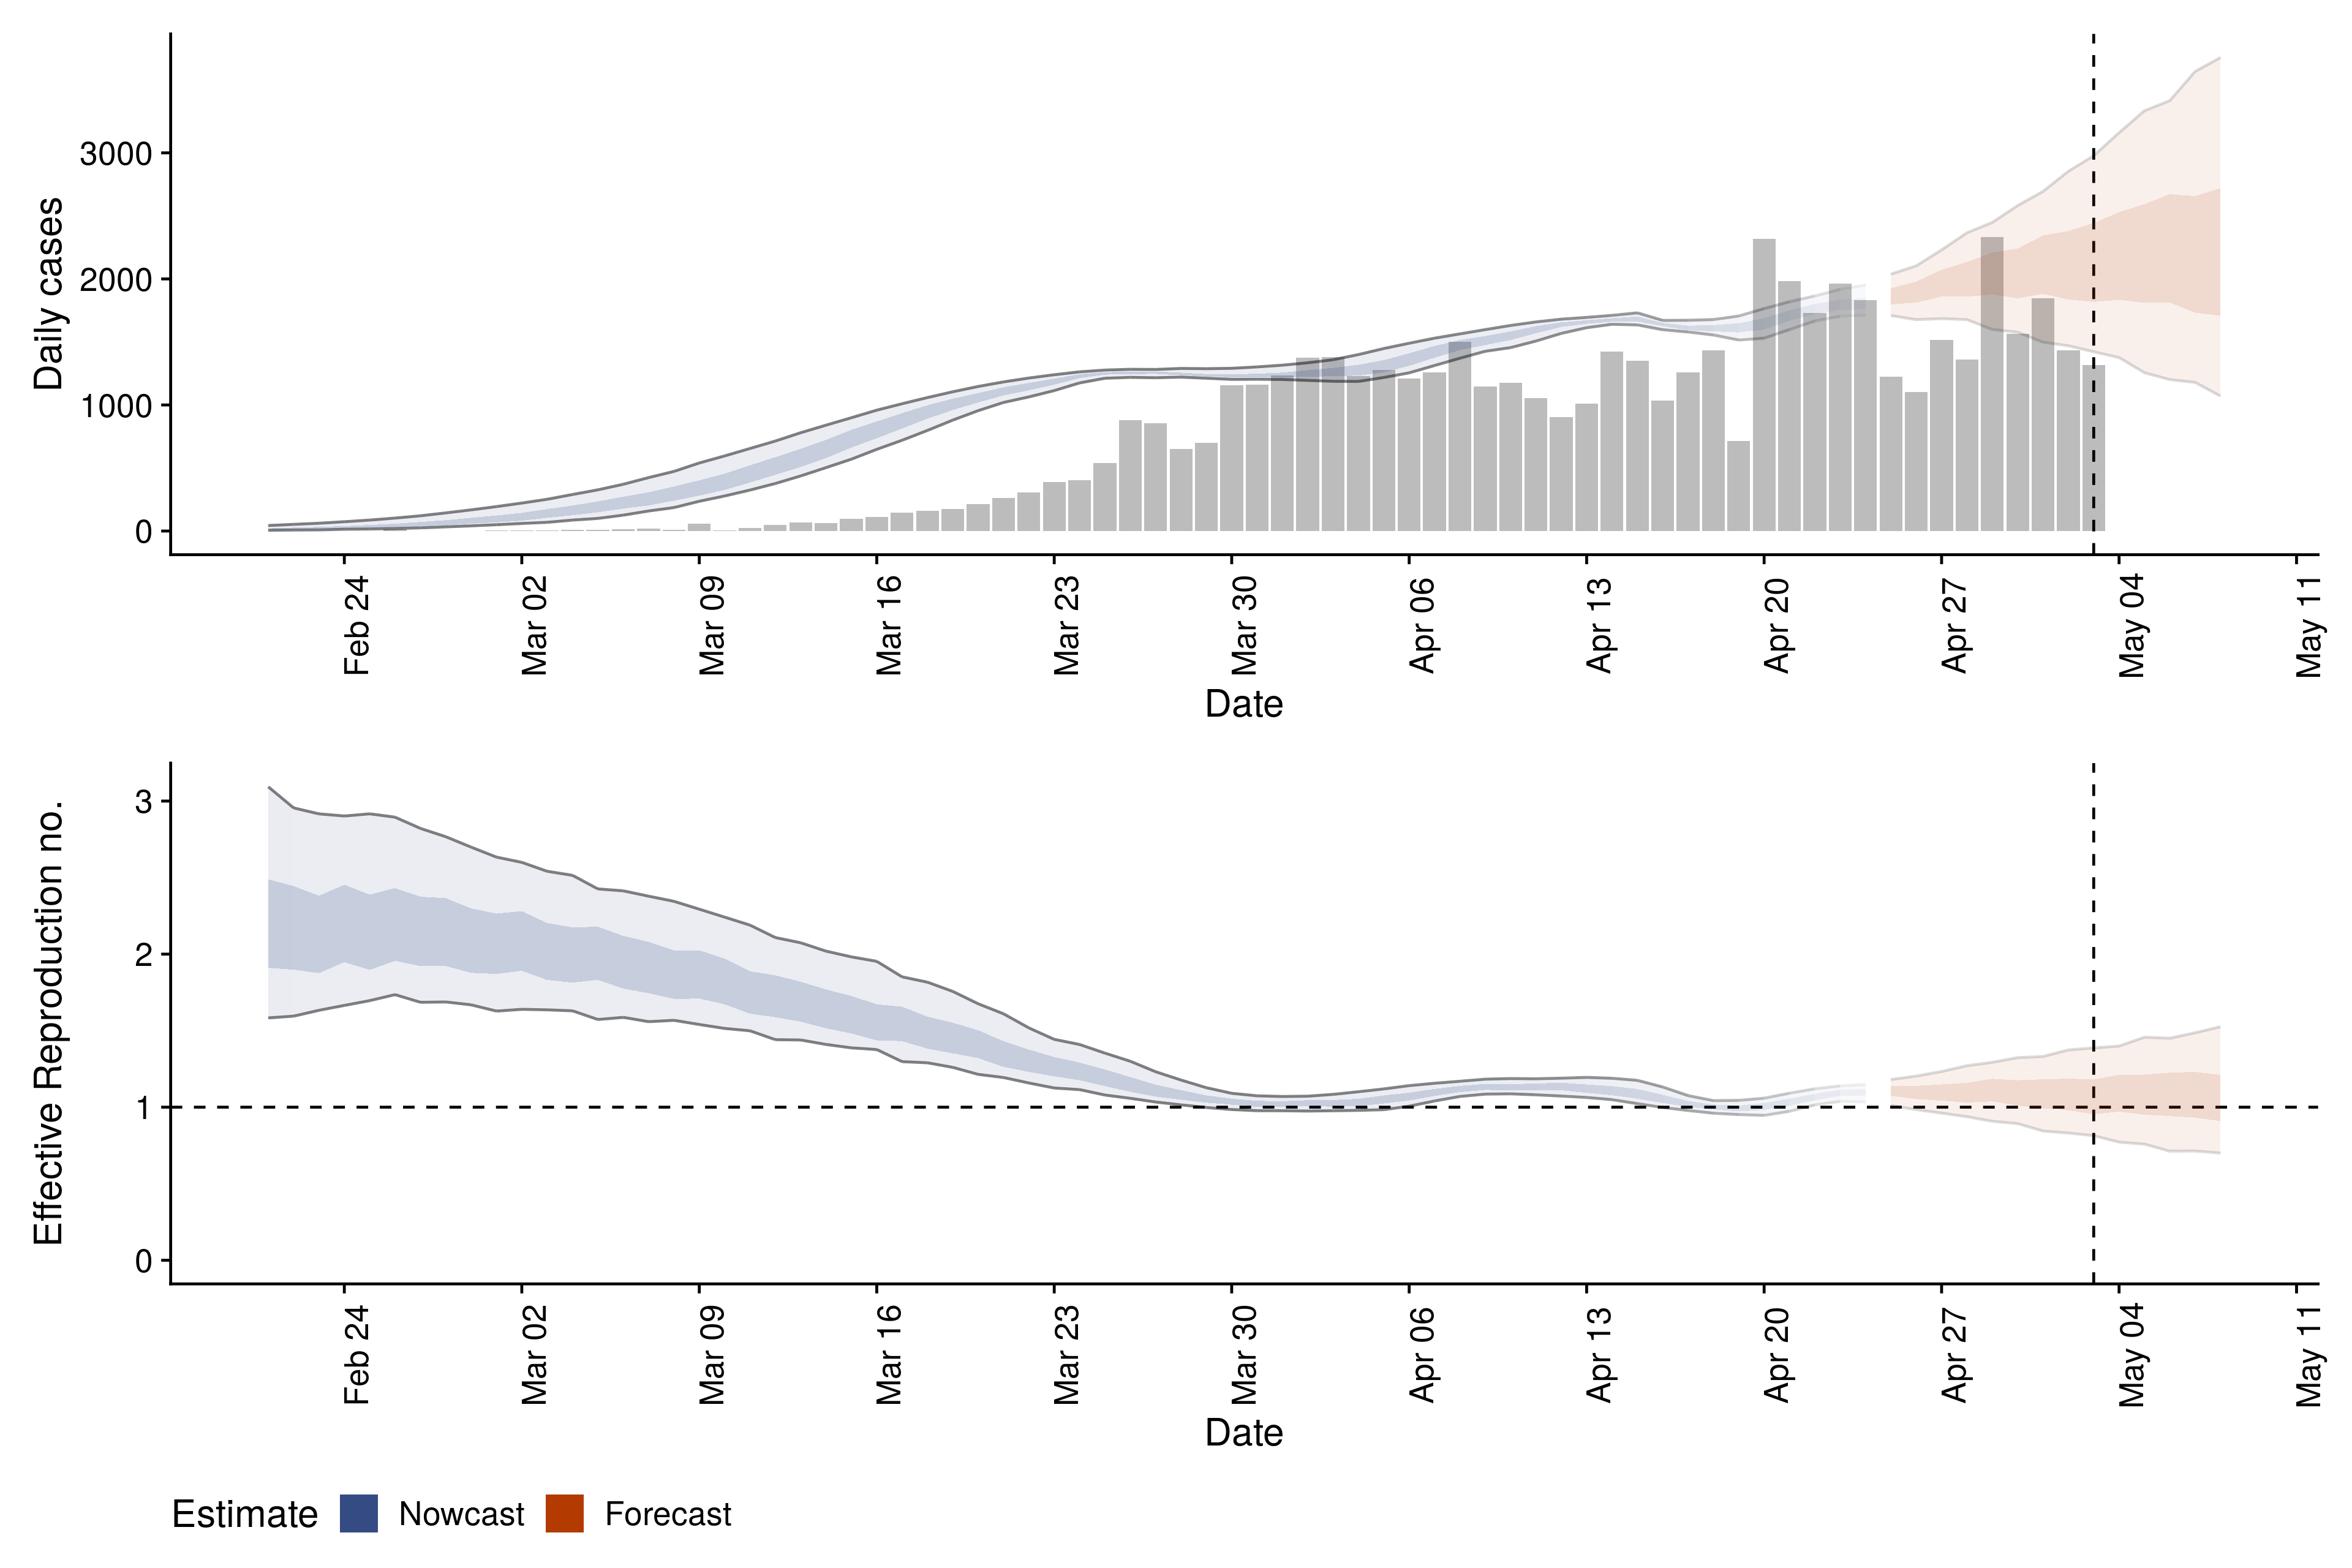 Daily cases
3000
2000
1000
0
Feb 24
Mar 02
Mar 09
Mar 16
Mar 23
Mar 30
Apr 06
Apr 13
Apr 20
Apr 27
May 04
May 11
Date
Effective Reproduction no.
3
2
1
0
Feb 24
Mar 02
Mar 09
Mar 16
Mar 23
Mar 30
Apr 06
Apr 13
Apr 20
Apr 27
May 04
May 11
Date
Estimate Nowcast Forecast